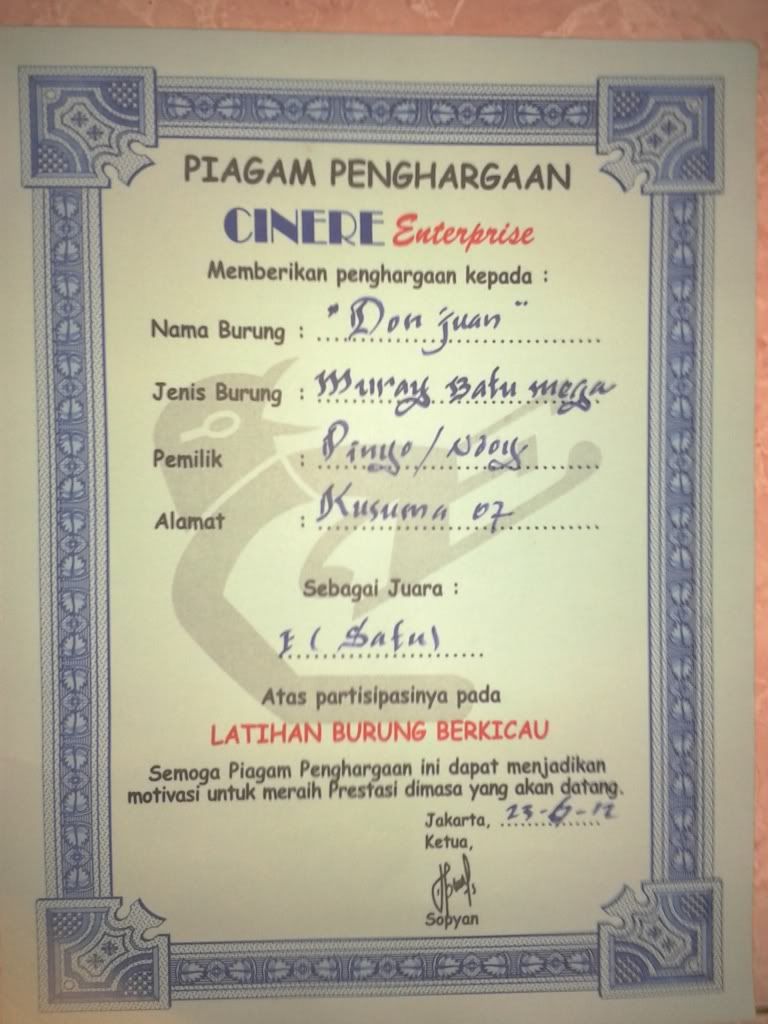 PIAGAM PENGHARGAAN
CINERE Enterprise
Memberikan penghargaan kepada :
Nama Burung : "Don juan"
Jenis Burung : Muray Batu mega
Pemilik :
Alamat : Kusuma 07
Sebagai Juara :
I (Satu)
Atas partisipasinya pada
LATIHAN BURUNG BERKICAU
Semoga Piagam Penghargaan ini dapat menjadikan
motivasi untuk meraih Prestasi dimasa yang akan datang.
Jakarta, 23-6-12
Ketua,
Sopyan